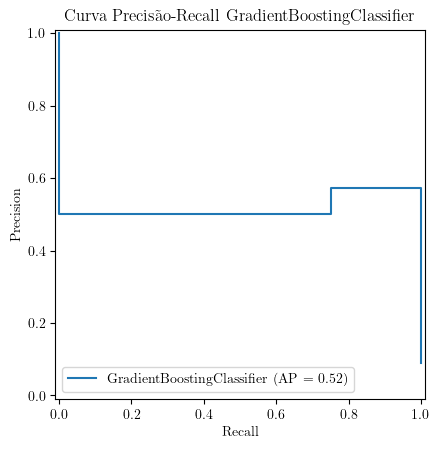 Curva Precisão-Recall GradientBoostingClassifier
1.0
0.8
0.6
0.4
0.2
0.0
Precision
GradientBoostingClassifier (AP = 0.52)
0.0 0.2 0.4 0.6 0.8 1.0
Recall